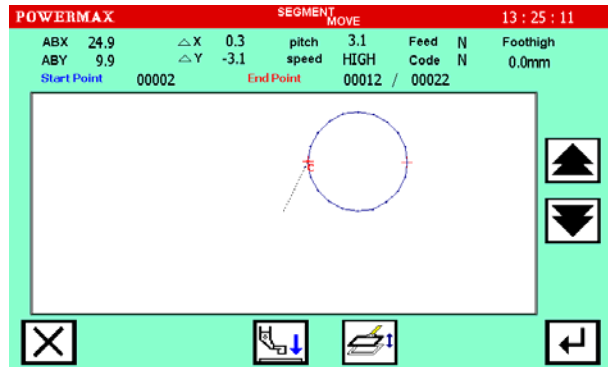 POWERMAX SEGMENT MOVE 13 : 25 : 11
ABX 24.9 △X 0.3 pitch 3.1 Feed N Foothigh
ABY 9.9 △Y -3.1 speed HIGH Code N 0.0mm
Start Point 00002 End Point 00012 / 00022